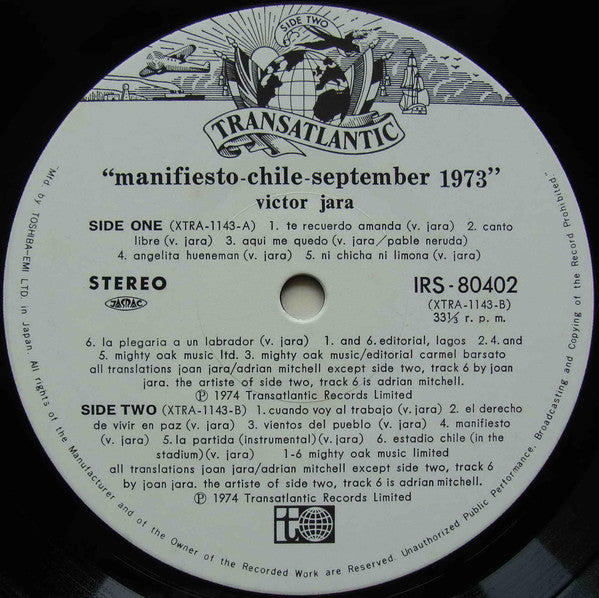 SIDE TWO
TRANSATLANTIC
"manifiesto-chile-september 1973"
victor jara
SIDE ONE (XTRA-1143-A) 1. te recuerdo amanda (v. jara) 2. canto
libre (v. jara) 3. aqui me quedo (v. jara/pable neruda)
4. angelita hueneman (v. jara) 5. ni chicha ni limona (v. jara)
STEREO
JASRAC
IRS-80402
(XTRA-1143-B)
33⅓ r. p. m.
6. la plegaria a un labrador (v. jara) 1. and 6. editorial, lagos 2. 4. and
5. mighty oak music ltd. 3. mighty oak music/editorial carmel barsato
all translations joan jara/adrian mitchell except side two, track 6 by joan
jara. the artiste of side two, track 6 is adrian mitchell.
Ⓟ 1974 Transatlantic Records Limited
SIDE TWO (XTRA-1143-B) 1. cuando voy al trabajo (v. jara) 2. el derecho
de vivir en paz (v. jara) 3. vientos del pueblo (v. jara) 4. manifiesto
(v. jara) 5. la partida (instrumental) (v. jara) 6. estadio chile (in the
stadium) (v. jara) 1-6 mighty oak music limited
all translations joan jara/adrian mitchell except side two, track 6
by joan jara. the artiste of side two, track 6 is adrian mitchell.
Ⓟ 1974 Transatlantic Records Limited
t
"Mfd. by TOSHIBA-EMI LTD. in Japan. All rights of the Manufacturer and of the Owner of the Recorded Work are Reserved. Unauthorized Public Performance, Broadcasting and Copying of the Record Prohibited."